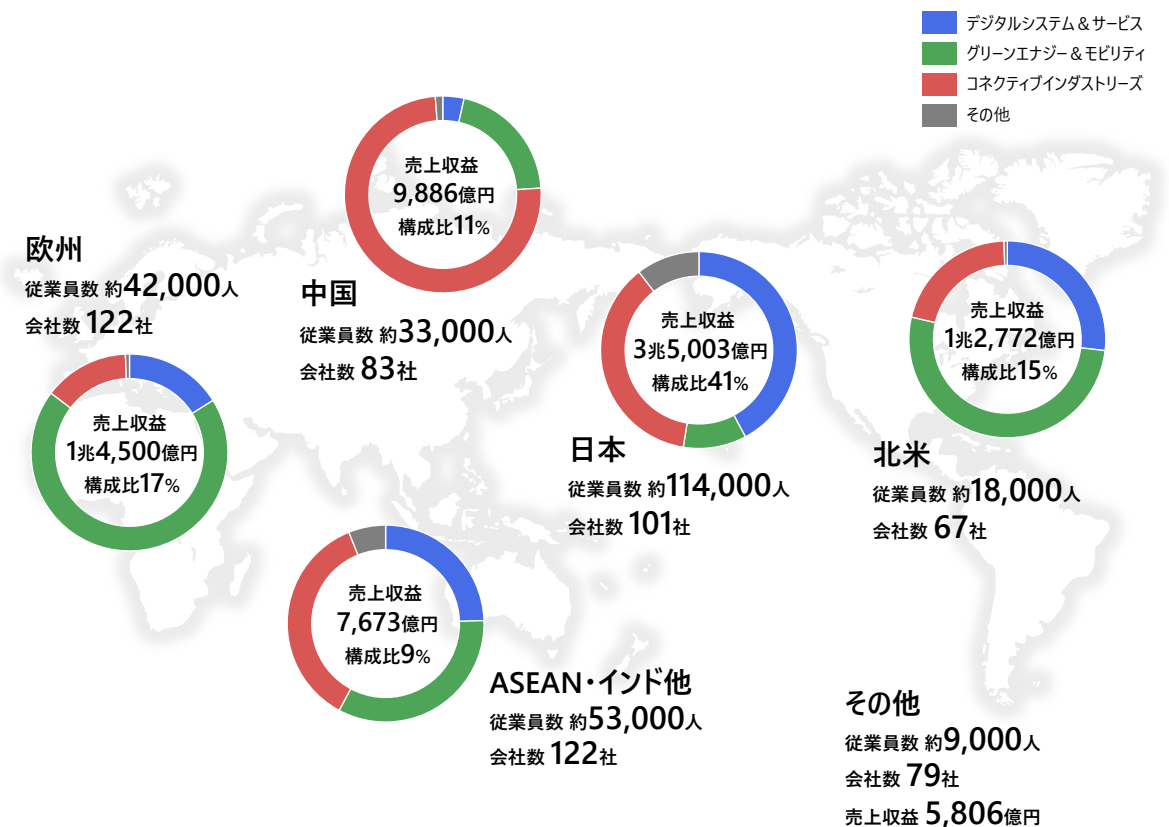 デジタルシステム＆サービス
グリーンエナジー＆モビリティ
コネクティブインダストリーズ
その他
売上収益
9,886億円
構成比11%
中国
従業員数 約33,000人
会社数 83社
欧州
従業員数 約42,000人
会社数 122社
売上収益
1兆4,500億円
構成比17%
売上収益
3兆5,003億円
構成比41%
日本
従業員数 約114,000人
会社数 101社
売上収益
1兆2,772億円
構成比15%
北米
従業員数 約18,000人
会社数 67社
売上収益
7,673億円
構成比9%
ASEAN・インド他
従業員数 約53,000人
会社数 122社
その他
従業員数 約9,000人
会社数 79社
売上収益 5,806億円